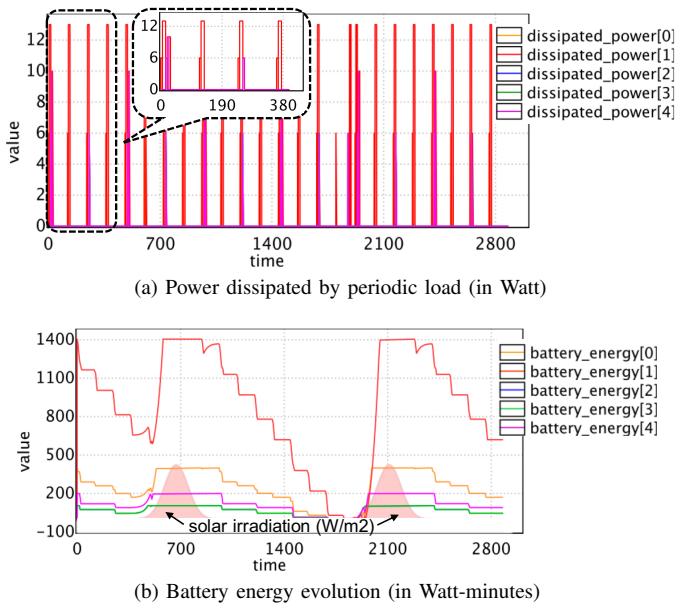 12
10
8
6
4
2
0
value
12
6
0
0 190 380
dissipated_power[0]
dissipated_power[1]
dissipated_power[2]
dissipated_power[3]
dissipated_power[4]
0 700 1400 2100 2800
time
(a) Power dissipated by periodic load (in Watt)
1400
1100
800
500
200
-100
value
battery_energy[0]
battery_energy[1]
battery_energy[2]
battery_energy[3]
battery_energy[4]
solar irradiation (W/m2)
0 700 1400 2100 2800
time
(b) Battery energy evolution (in Watt-minutes)